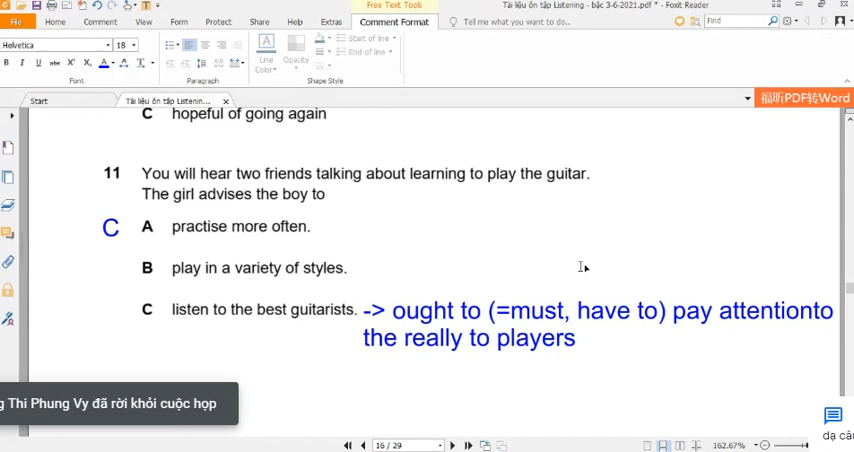 Free Text Tools
Tài liệu ôn tập Listening - bậc 3-6-2021.pdf * - Foxit Reader
File Home Comment View Form Protect Share Help Extras Comment Format Tell me what you want to do... Find
Helvetica 18 Start of line
End of line
B I U abc X² X₂ A T Line Color Opacity
Font Paragraph Shape Style
Start Tài liệu ôn tập Listenin... 福昕PDF转Word
C hopeful of going again
11 You will hear two friends talking about learning to play the guitar.
The girl advises the boy to
C A practise more often.
B play in a variety of styles.
C listen to the best guitarists. -> ought to (=must, have to) pay attentionto
the really to players
g Thi Phung Vy đã rời khỏi cuộc họp
dạ câ
16 / 29 162.67%